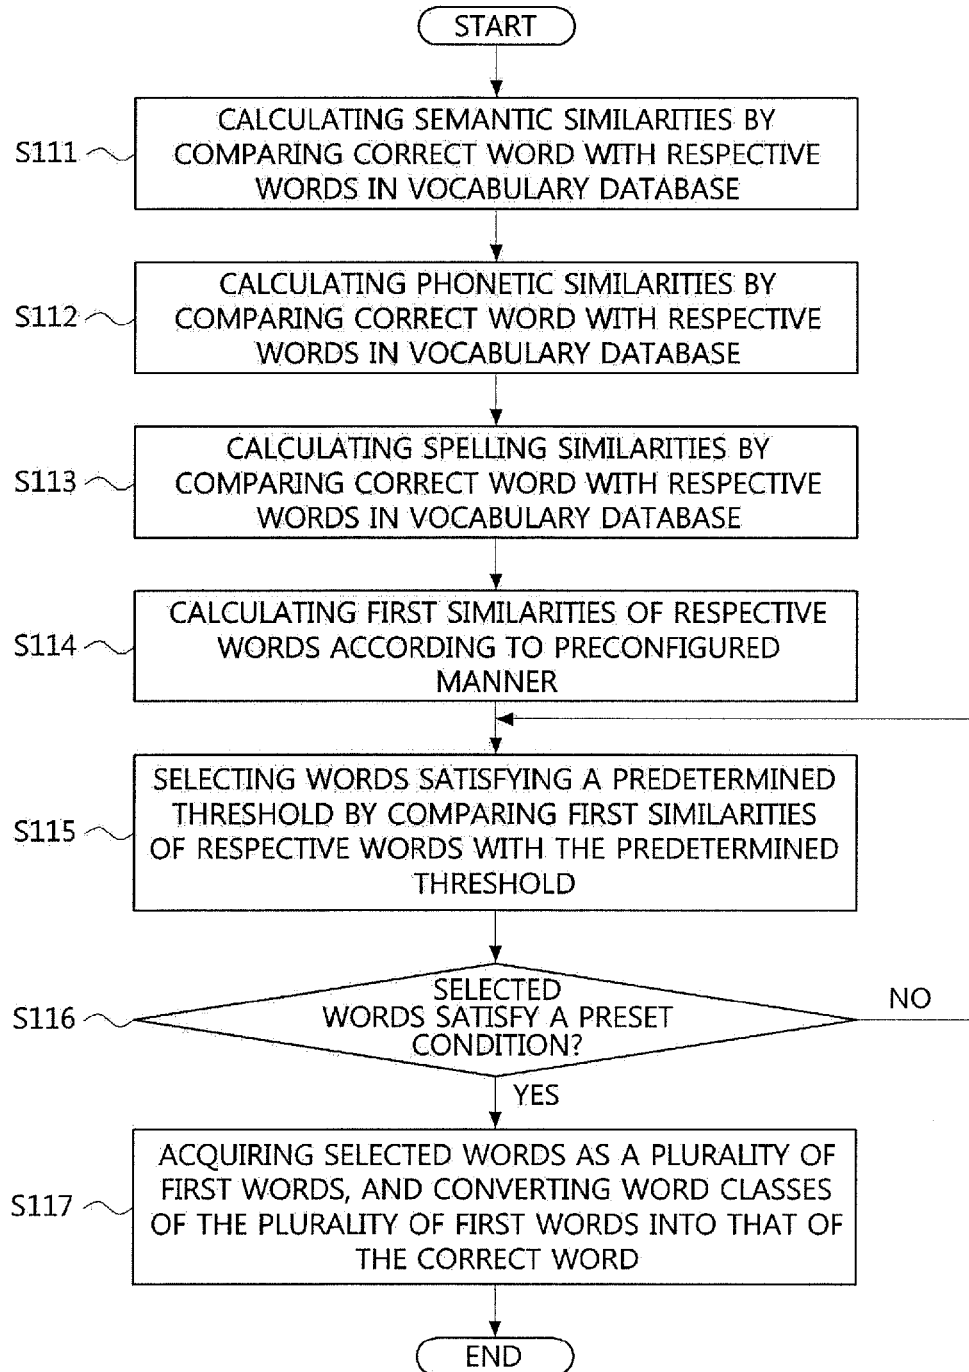 START
S111
CALCULATING SEMANTIC SIMILARITIES BY
COMPARING CORRECT WORD WITH RESPECTIVE
WORDS IN VOCABULARY DATABASE
S112
CALCULATING PHONETIC SIMILARITIES BY
COMPARING CORRECT WORD WITH RESPECTIVE
WORDS IN VOCABULARY DATABASE
S113
CALCULATING SPELLING SIMILARITIES BY
COMPARING CORRECT WORD WITH RESPECTIVE
WORDS IN VOCABULARY DATABASE
S114
CALCULATING FIRST SIMILARITIES OF RESPECTIVE
WORDS ACCORDING TO PRECONFIGURED
MANNER
S115
SELECTING WORDS SATISFYING A PREDETERMINED
THRESHOLD BY COMPARING FIRST SIMILARITIES
OF RESPECTIVE WORDS WITH THE PREDETERMINED
THRESHOLD
S116
SELECTED
WORDS SATISFY A PRESET
CONDITION?
NO
YES
S117
ACQUIRING SELECTED WORDS AS A PLURALITY OF
FIRST WORDS, AND CONVERTING WORD CLASSES
OF THE PLURALITY OF FIRST WORDS INTO THAT OF
THE CORRECT WORD
END